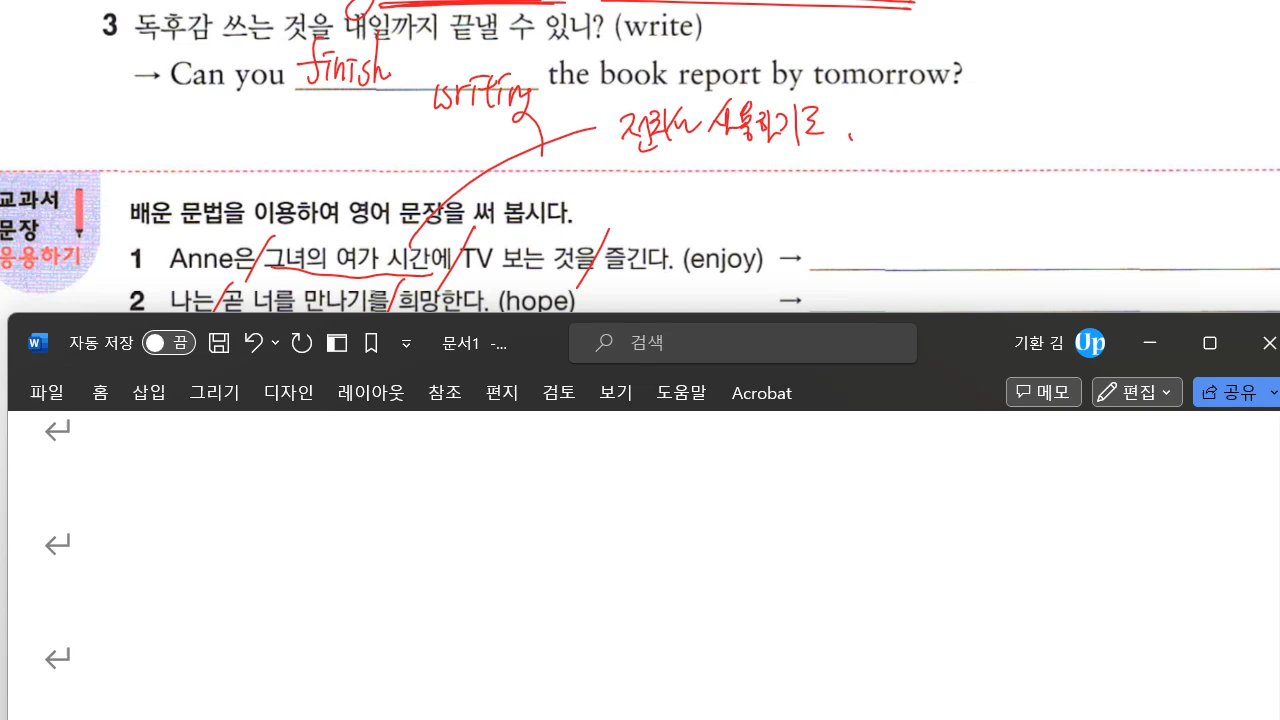 3 독후감 쓰는 것을 내일까지 끝낼 수 있니? (write)
→ Can you finish writing the book report by tomorrow?
전치사 사용하기로.
교과서
문장
응용하기
배운 문법을 이용하여 영어 문장을 써 봅시다.
1 Anne은 그녀의 여가 시간에 TV 보는 것을 즐긴다. (enjoy) →
2 나는 곧 너를 만나기를 희망한다. (hope) →
자동 저장 끔 문서1 -... 검색 기환 김 Up
파일 홈 삽입 그리기 디자인 레이아웃 참조 편지 검토 보기 도움말 Acrobat 메모 편집 공유